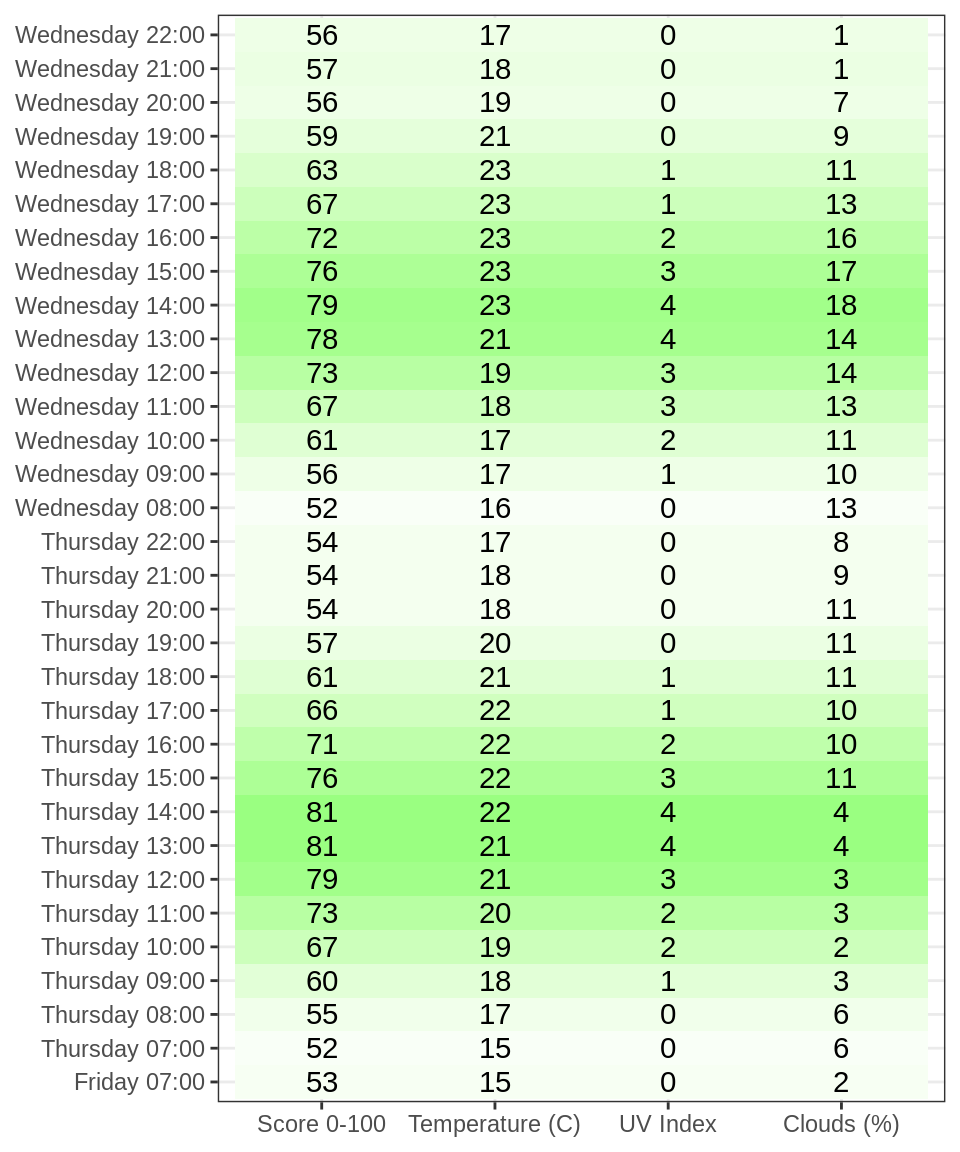 Wednesday 22:00 56 17 0 1
Wednesday 21:00 57 18 0 1
Wednesday 20:00 56 19 0 7
Wednesday 19:00 59 21 0 9
Wednesday 18:00 63 23 1 11
Wednesday 17:00 67 23 1 13
Wednesday 16:00 72 23 2 16
Wednesday 15:00 76 23 3 17
Wednesday 14:00 79 23 4 18
Wednesday 13:00 78 21 4 14
Wednesday 12:00 73 19 3 14
Wednesday 11:00 67 18 3 13
Wednesday 10:00 61 17 2 11
Wednesday 09:00 56 17 1 10
Wednesday 08:00 52 16 0 13
Thursday 22:00 54 17 0 8
Thursday 21:00 54 18 0 9
Thursday 20:00 54 18 0 11
Thursday 19:00 57 20 0 11
Thursday 18:00 61 21 1 11
Thursday 17:00 66 22 1 10
Thursday 16:00 71 22 2 10
Thursday 15:00 76 22 3 11
Thursday 14:00 81 22 4 4
Thursday 13:00 81 21 4 4
Thursday 12:00 79 21 3 3
Thursday 11:00 73 20 2 3
Thursday 10:00 67 19 2 2
Thursday 09:00 60 18 1 3
Thursday 08:00 55 17 0 6
Thursday 07:00 52 15 0 6
Friday 07:00 53 15 0 2
Score 0-100 Temperature (C) UV Index Clouds (%)